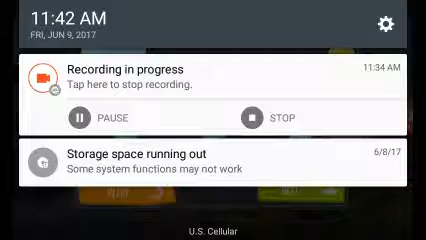 11:42 AM
FRI, JUN 9, 2017
Recording in progress
11:34 AM
Tap here to stop recording.
PAUSE
STOP
Storage space running out
6/8/17
Some system functions may not work
U.S. Cellular